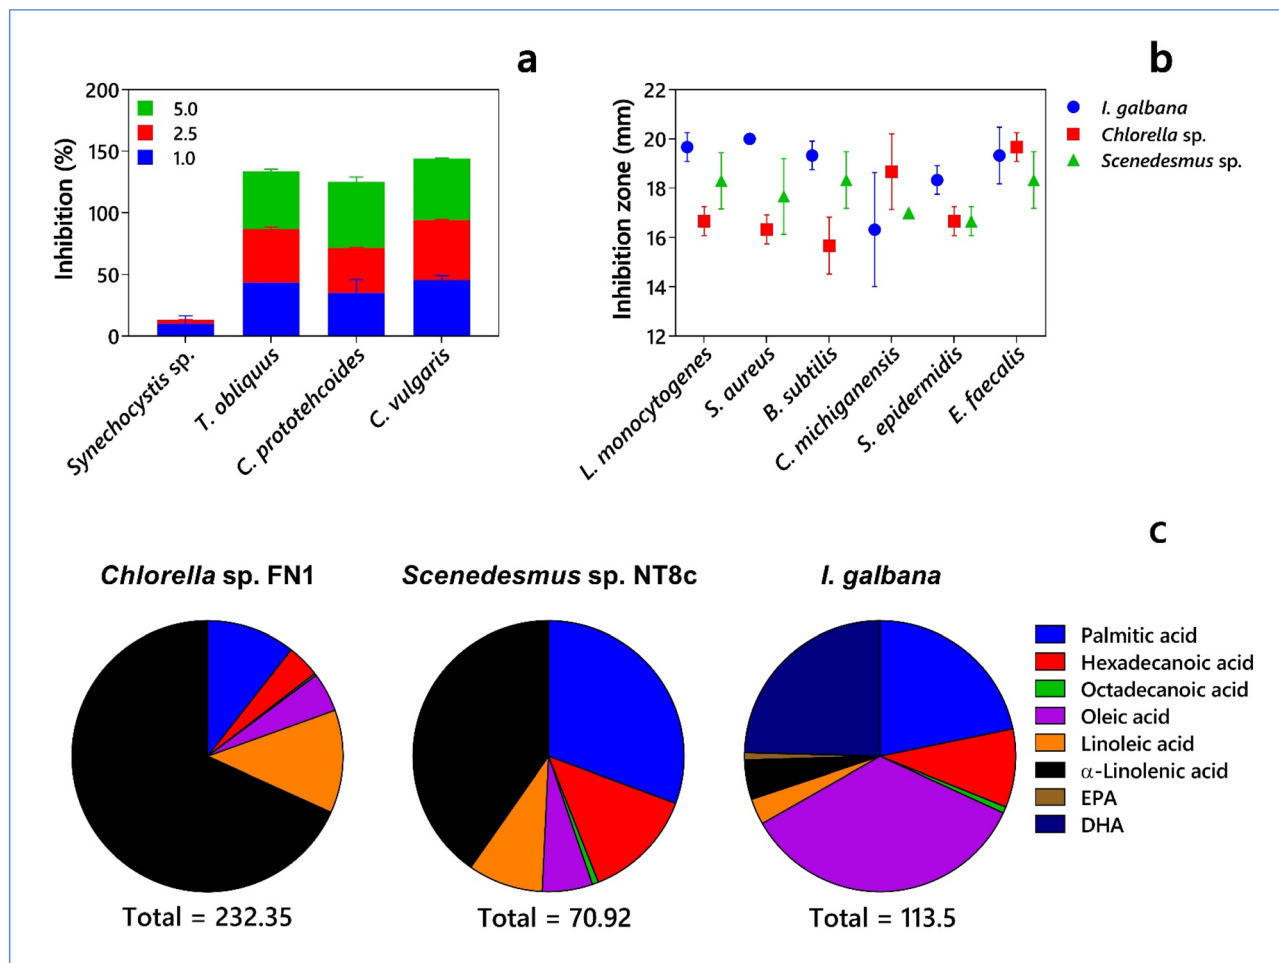 a
Inhibition (%)
200
150
100
50
0
5.0
2.5
1.0
Synechocystis sp.
T. obliquus
C. prototehcoides
C. vulgaris
b
Inhibition zone (mm)
22
20
18
16
14
12
L. monocytogenes
S. aureus
B. subtilis
C. michiganensis
S. epidermidis
E. faecalis
I. galbana
Chlorella sp.
Scenedesmus sp.
c
Chlorella sp. FN1
Total = 232.35
Scenedesmus sp. NT8c
Total = 70.92
I. galbana
Total = 113.5
Palmitic acid
Hexadecanoic acid
Octadecanoic acid
Oleic acid
Linoleic acid
α-Linolenic acid
EPA
DHA